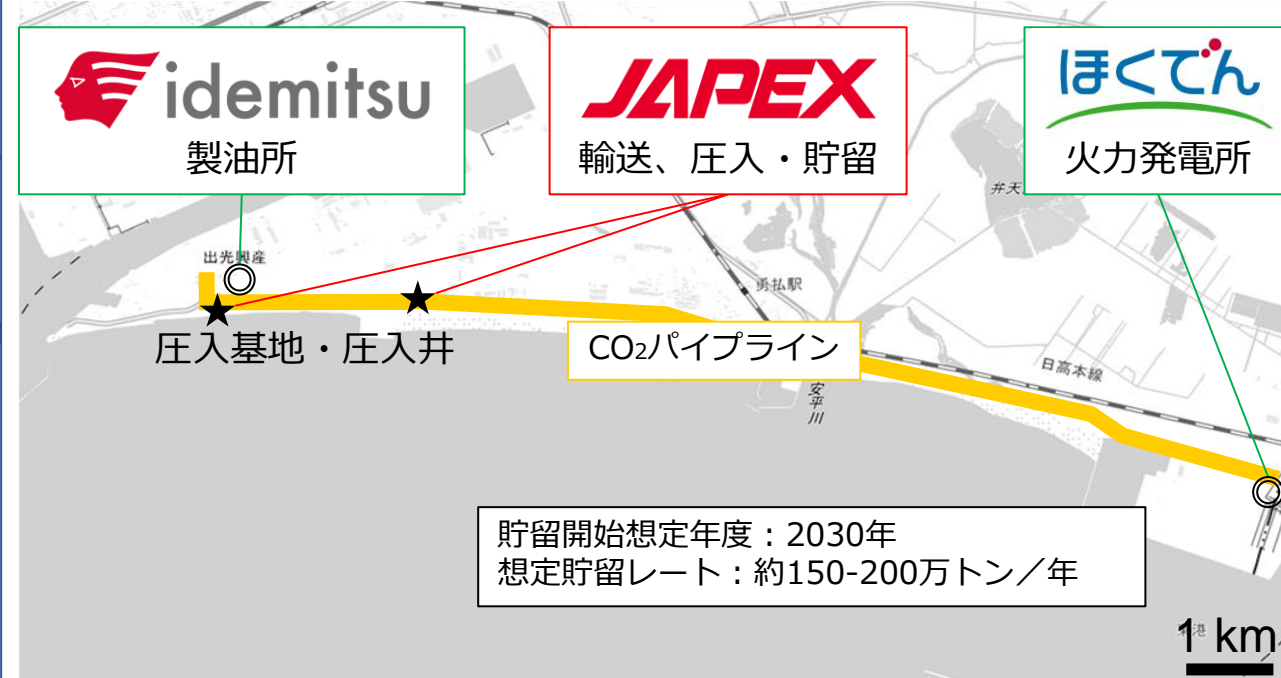 idemitsu
製油所
JAPEX
輸送、圧入・貯留
ほくでん
火力発電所
弁天
出光興産
勇払駅
圧入基地・圧入井
CO₂パイプライン
日高本線
安平川
貯留開始想定年度：2030年
想定貯留レート：約150-200万トン／年
1 km